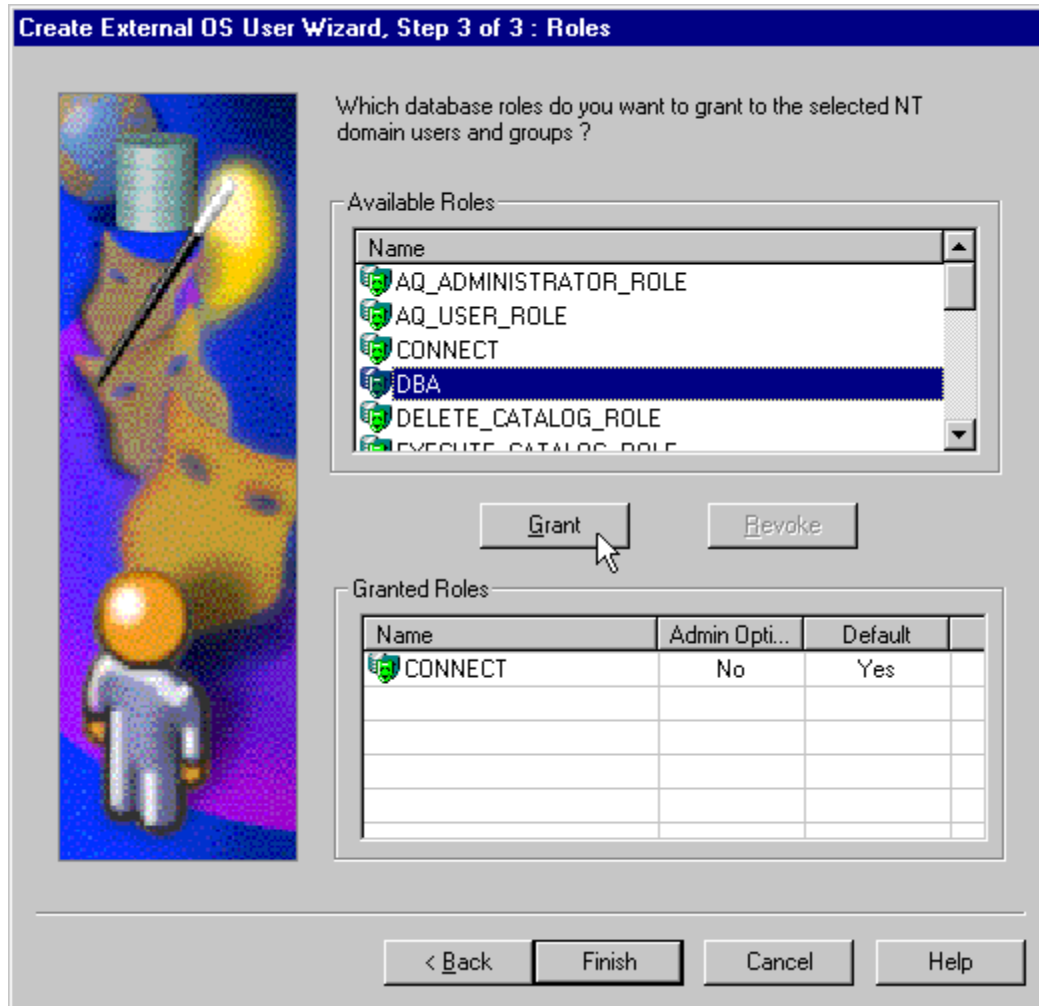 Create External OS User Wizard, Step 3 of 3 : Roles
Which database roles do you want to grant to the selected NT
domain users and groups ?
Available Roles
Name
AQ_ADMINISTRATOR_ROLE
AQ_USER_ROLE
CONNECT
DBA
DELETE_CATALOG_ROLE
EXECUTE_CATALOG_ROLE
Grant Revoke
Granted Roles
Name Admin Opti... Default
CONNECT No Yes
< Back Finish Cancel Help